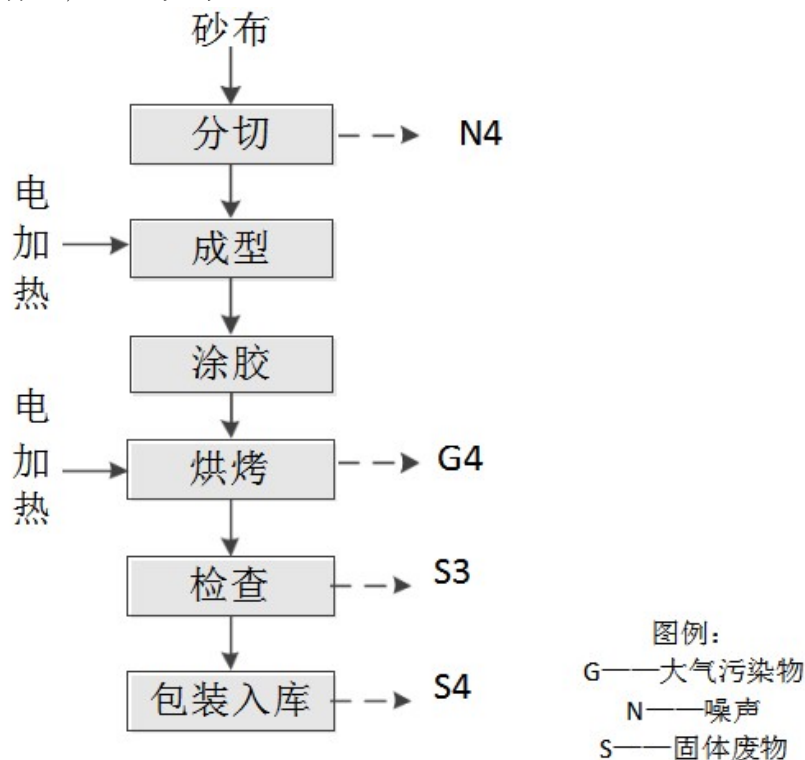 砂布
分切
N4
电
加
热
成型
涂胶
电
加
热
烘烤
G4
检查
S3
包装入库
S4
图例：
G——大气污染物
N——噪声
S——固体废物